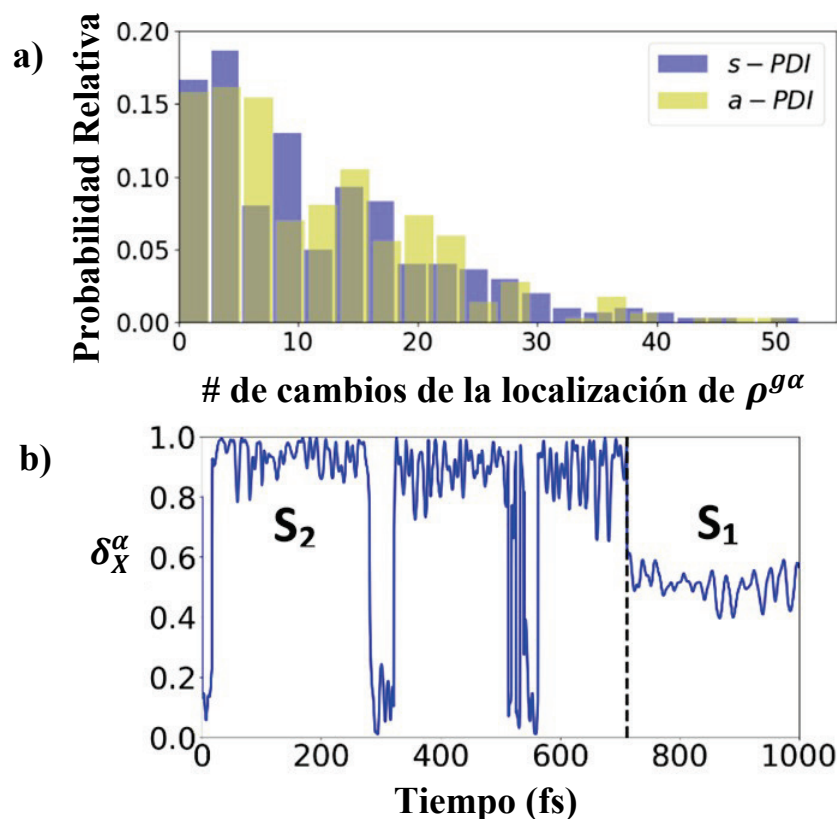 a)
Probabilidad Relativa
0.20
0.15
0.10
0.05
0.00
s − PDI
a − PDI
0 10 20 30 40 50
# de cambios de la localización de ρ^{gα}
b)
δ_X^α
1.0
0.8
0.6
0.4
0.2
0.0
S₂
S₁
0 200 400 600 800 1000
Tiempo (fs)